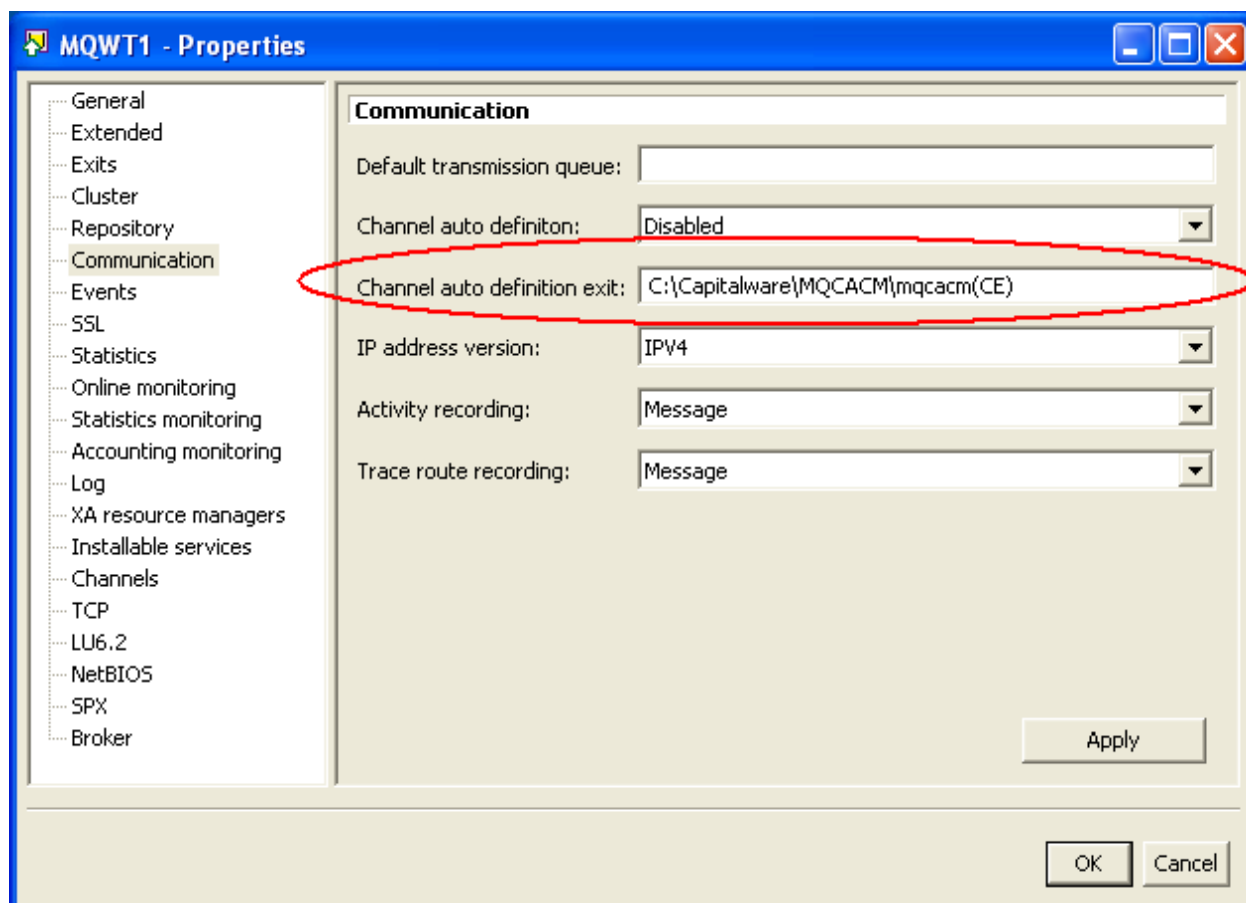 MQWT1 - Properties
General
Extended
Exits
Cluster
Repository
Communication
Events
SSL
Statistics
Online monitoring
Statistics monitoring
Accounting monitoring
Log
XA resource managers
Installable services
Channels
TCP
LU6.2
NetBIOS
SPX
Broker
Communication
Default transmission queue:
Channel auto definiton: Disabled
Channel auto definition exit: C:\Capitalware\MQCACM\mqcacm(CE)
IP address version: IPV4
Activity recording: Message
Trace route recording: Message
Apply
OK Cancel